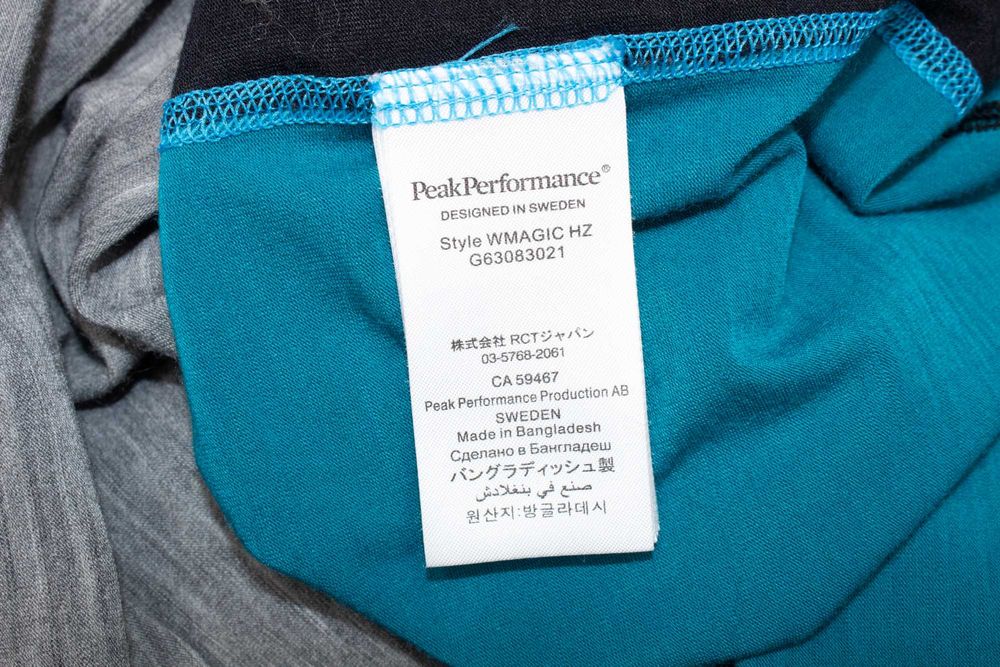 PeakPerformance®
DESIGNED IN SWEDEN
Style WMAGIC HZ
G63083021
株式会社 RCTジャパン
03-5768-2061
CA 59467
Peak Performance Production AB
SWEDEN
Made in Bangladesh
Сделано в Бангладеш
バングラディッシュ製
صنع في بنغلادش
원산지:방글라데시